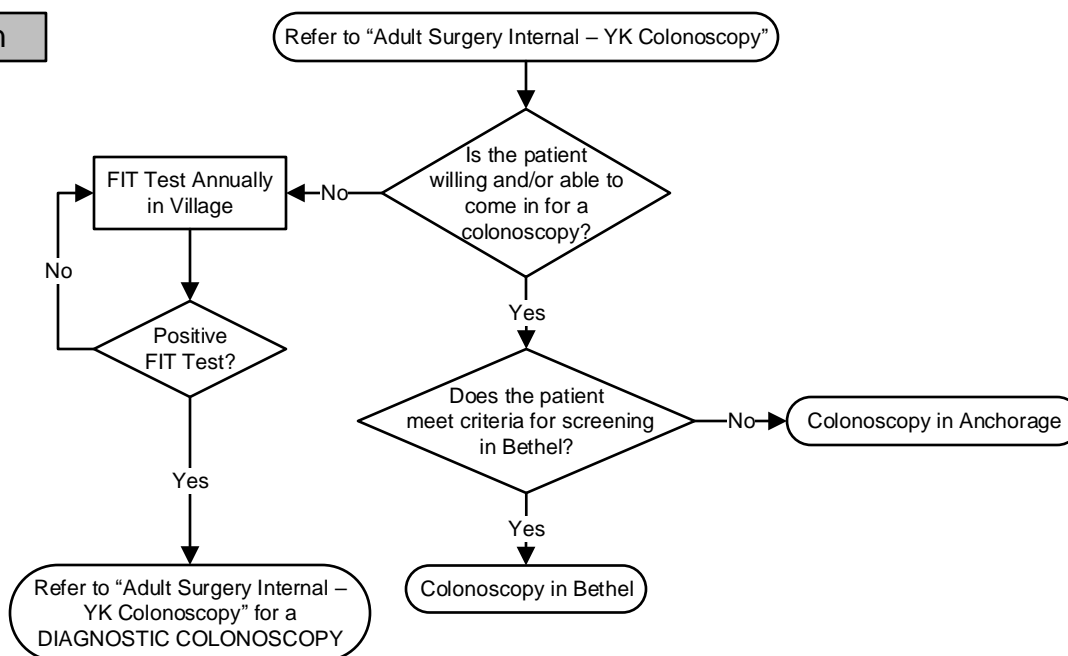 Refer to “Adult Surgery Internal – YK Colonoscopy”
Is the patient
willing and/or able to
come in for a
colonoscopy?
No
FIT Test Annually
in Village
No
Positive
FIT Test?
Yes
Refer to “Adult Surgery Internal –
YK Colonoscopy” for a
DIAGNOSTIC COLONOSCOPY
Yes
Does the patient
meet criteria for screening
in Bethel?
No
Colonoscopy in Anchorage
Yes
Colonoscopy in Bethel